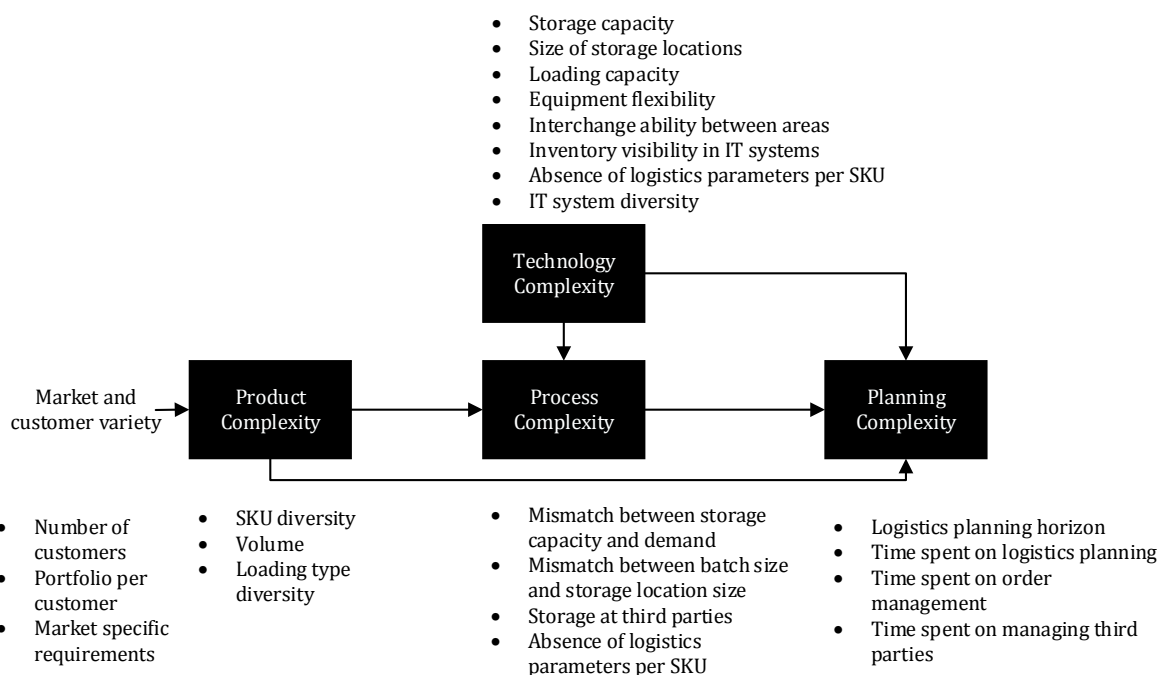 • Storage capacity
• Size of storage locations
• Loading capacity
• Equipment flexibility
• Interchange ability between areas
• Inventory visibility in IT systems
• Absence of logistics parameters per SKU
• IT system diversity
Technology
Complexity
Market and
customer variety
Product
Complexity
Process
Complexity
Planning
Complexity
• Number of
customers
• Portfolio per
customer
• Market specific
requirements
• SKU diversity
• Volume
• Loading type
diversity
• Mismatch between storage
capacity and demand
• Mismatch between batch size
and storage location size
• Storage at third parties
• Absence of logistics
parameters per SKU
• Logistics planning horizon
• Time spent on logistics planning
• Time spent on order
management
• Time spent on managing third
parties